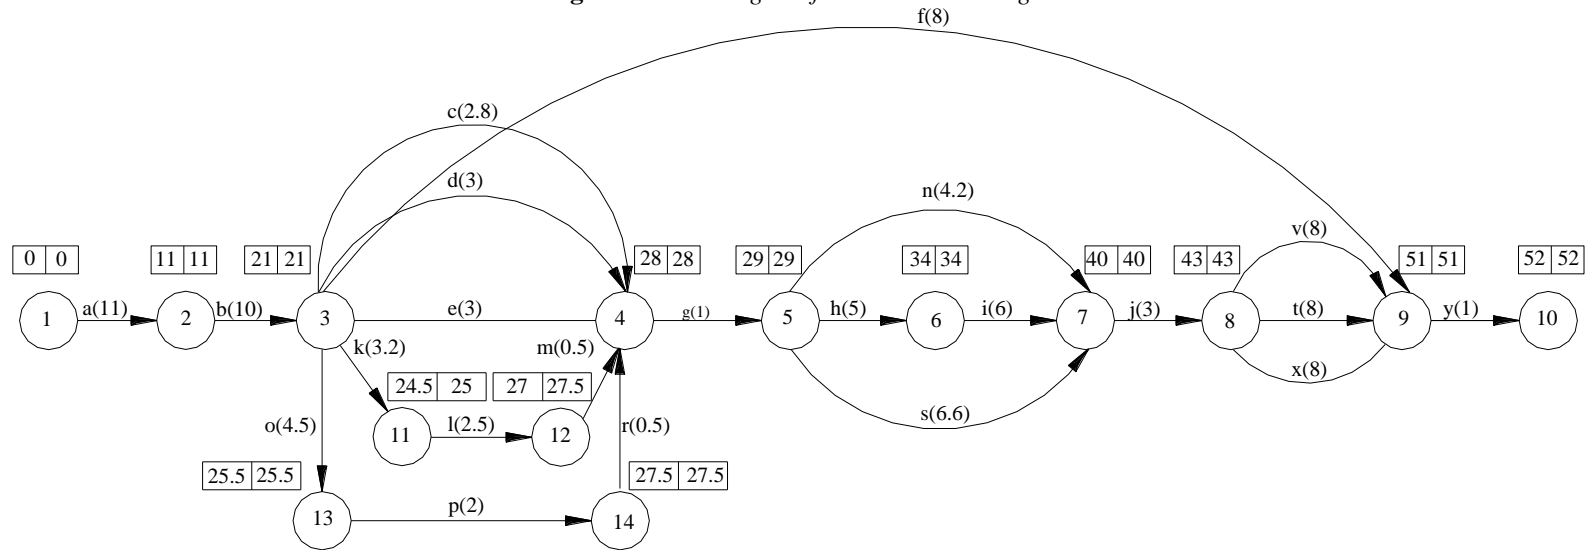 f(8)
c(2.8)
d(3)
n(4.2)
v(8)
0 0
11 11
21 21
28 28
29 29
34 34
40 40
43 43
51 51
52 52
1 a(11) 2 b(10) 3 e(3) 4 g(1) 5 h(5) 6 i(6) 7 j(3) 8 t(8) 9 y(1) 10
k(3.2) m(0.5)
x(8)
24.5 25
27 27.5
o(4.5) 11 l(2.5) 12 r(0.5)
s(6.6)
25.5 25.5
27.5 27.5
13 p(2) 14